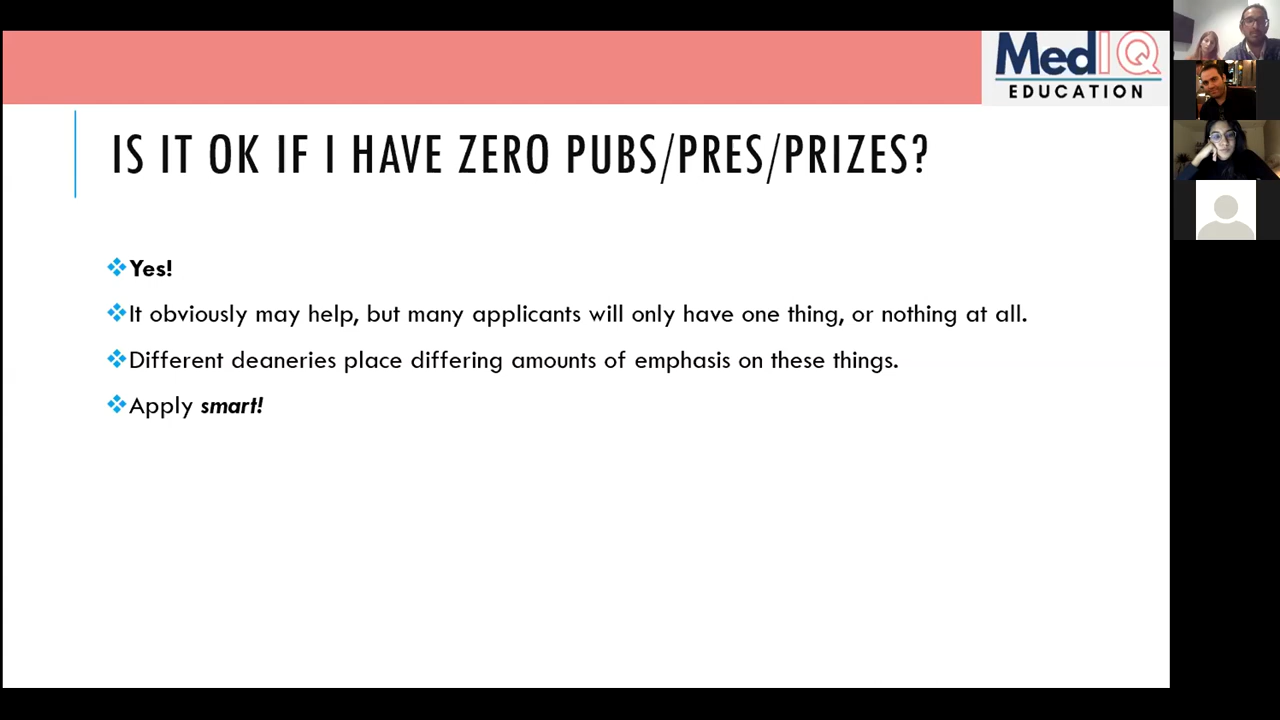 MedIQ
EDUCATION
IS IT OK IF I HAVE ZERO PUBS/PRES/PRIZES?
Yes!
It obviously may help, but many applicants will only have one thing, or nothing at all.
Different deaneries place differing amounts of emphasis on these things.
Apply smart!